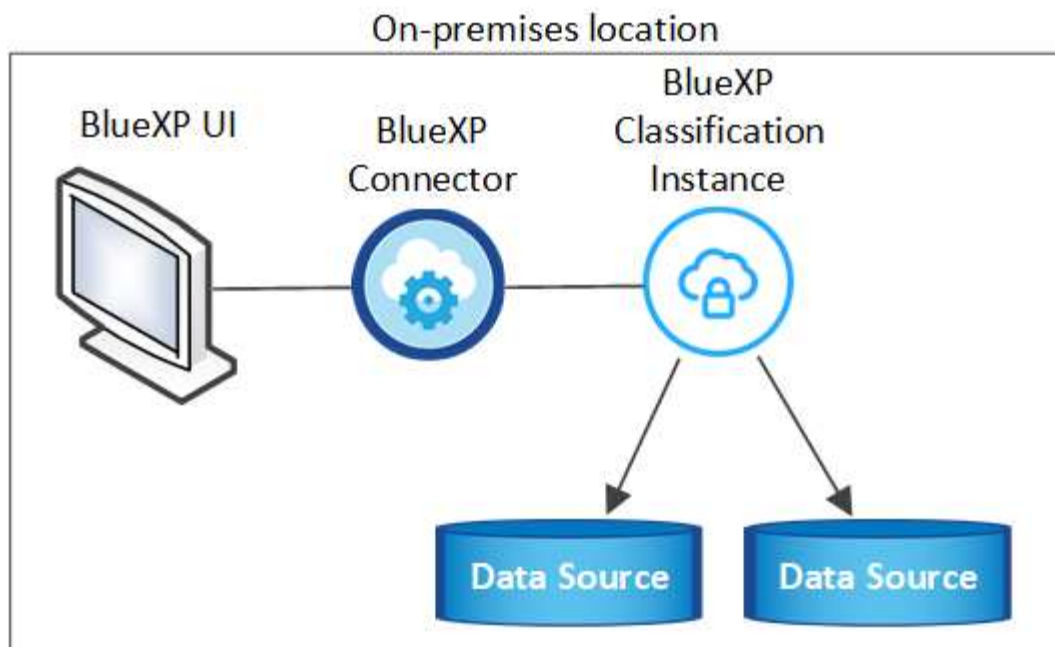 On-premises location
BlueXP UI
BlueXP
Connector
BlueXP
Classification
Instance
Data Source
Data Source